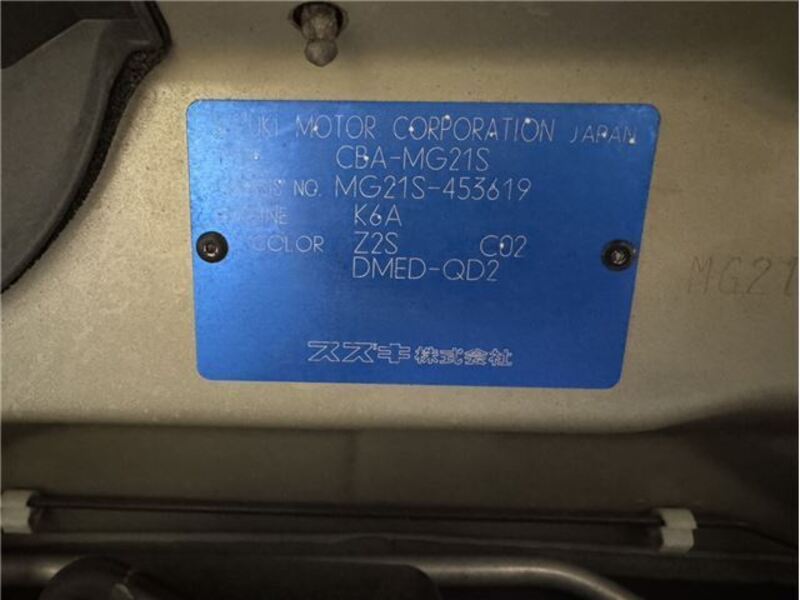 UKI MOTOR CORPORATION JAPAN
CBA-MG21S
NO. MG21S-453619
K6A
COLOR Z2S C02
DMED-QD2
スズキ株式会社
MG21